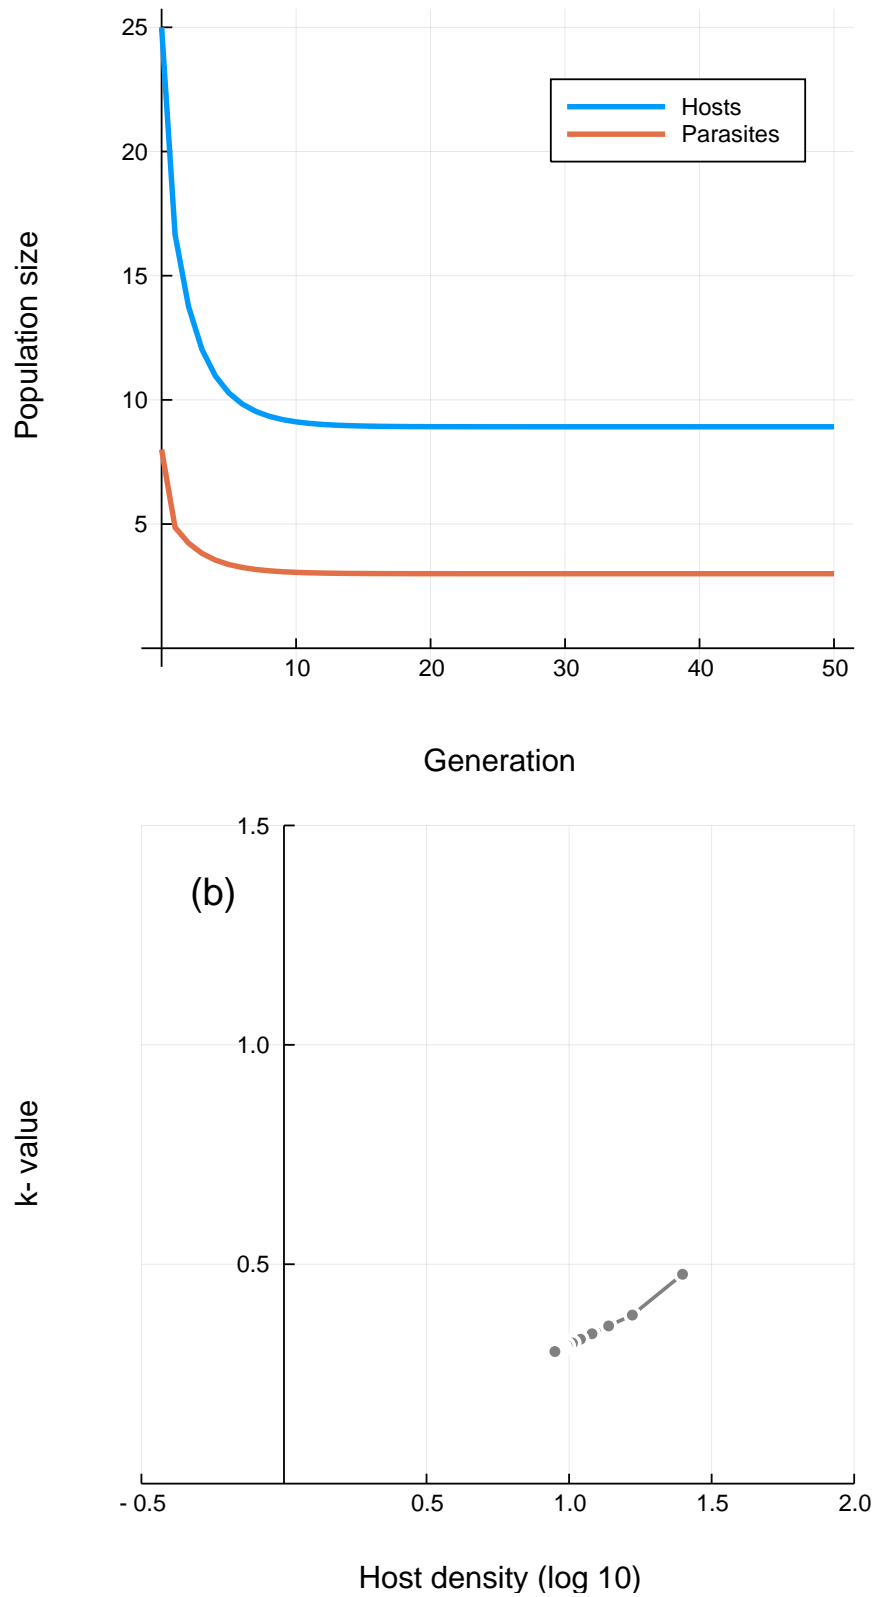 25
20
15
10
5
Population size
Hosts
Parasites
10 20 30 40 50
Generation
(b)
1.5
1.0
0.5
k- value
- 0.5 0.5 1.0 1.5 2.0
Host density (log 10)